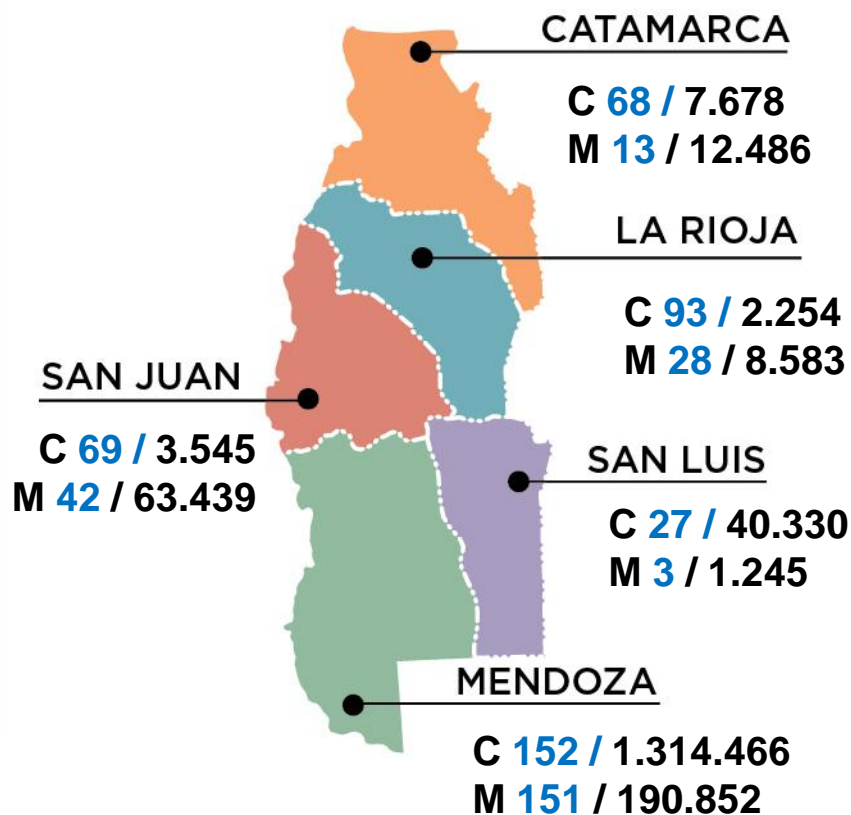 CATAMARCA
C 68 / 7.678
M 13 / 12.486
LA RIOJA
C 93 / 2.254
M 28 / 8.583
SAN JUAN
C 69 / 3.545
M 42 / 63.439
SAN LUIS
C 27 / 40.330
M 3 / 1.245
MENDOZA
C 152 / 1.314.466
M 151 / 190.852